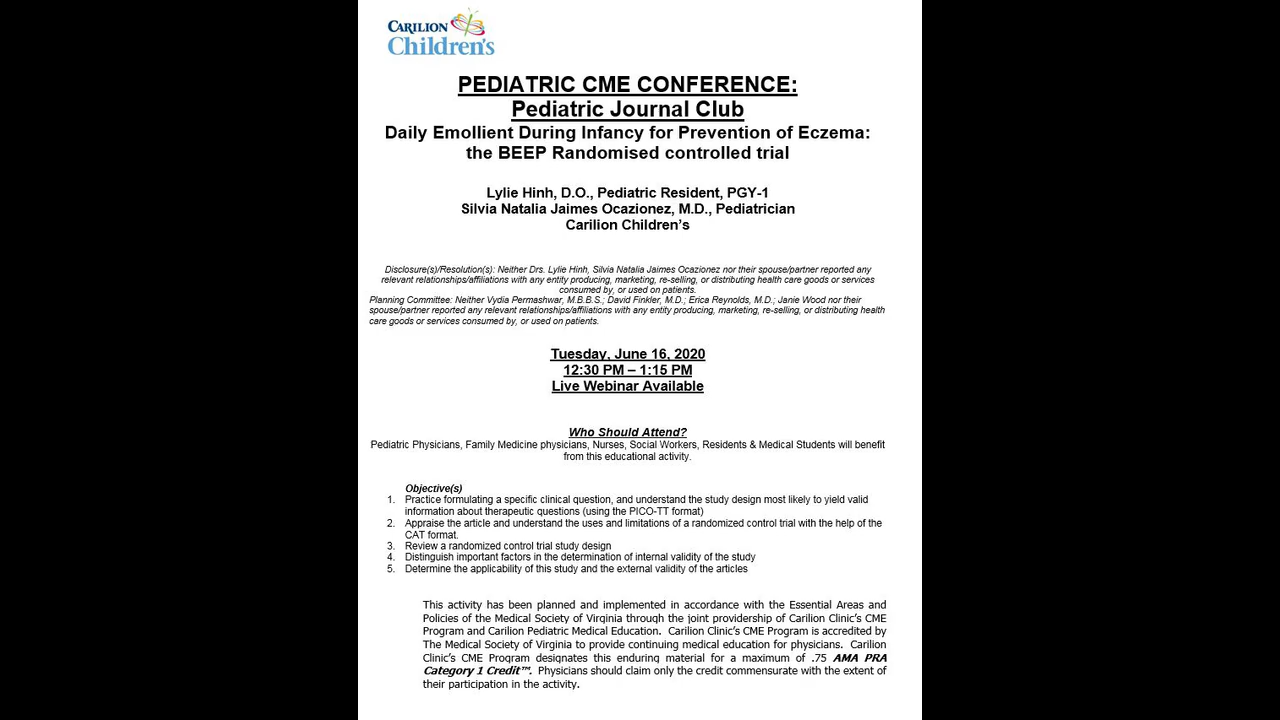 CARILION
Children's
PEDIATRIC CME CONFERENCE:
Pediatric Journal Club
Daily Emollient During Infancy for Prevention of Eczema:
the BEEP Randomised controlled trial
Lylie Hinh, D.O., Pediatric Resident, PGY-1
Silvia Natalia Jaimes Ocazionez, M.D., Pediatrician
Carilion Children’s
Disclosure(s)/Resolution(s): Neither Drs. Lylie Hinh, Silvia Natalia Jaimes Ocazionez nor their spouse/partner reported any
relevant relationships/affiliations with any entity producing, marketing, re-selling, or distributing health care goods or services
consumed by, or used on patients.
Planning Committee: Neither Vydia Permashwar, M.B.B.S.; David Finkler, M.D.; Erica Reynolds, M.D.; Janie Wood nor their
spouse/partner reported any relevant relationships/affiliations with any entity producing, marketing, re-selling, or distributing health
care goods or services consumed by, or used on patients.
Tuesday, June 16, 2020
12:30 PM – 1:15 PM
Live Webinar Available
Who Should Attend?
Pediatric Physicians, Family Medicine physicians, Nurses, Social Workers, Residents & Medical Students will benefit
from this educational activity.
Objective(s)
1. Practice formulating a specific clinical question, and understand the study design most likely to yield valid
information about therapeutic questions (using the PICO-TT format)
2. Appraise the article and understand the uses and limitations of a randomized control trial with the help of the
CAT format.
3. Review a randomized control trial study design
4. Distinguish important factors in the determination of internal validity of the study
5. Determine the applicability of this study and the external validity of the articles
This activity has been planned and implemented in accordance with the Essential Areas and
Policies of the Medical Society of Virginia through the joint providership of Carilion Clinic’s CME
Program and Carilion Pediatric Medical Education. Carilion Clinic’s CME Program is accredited by
The Medical Society of Virginia to provide continuing medical education for physicians. Carilion
Clinic’s CME Program designates this enduring material for a maximum of .75 AMA PRA
Category 1 Credit™. Physicians should claim only the credit commensurate with the extent of
their participation in the activity.